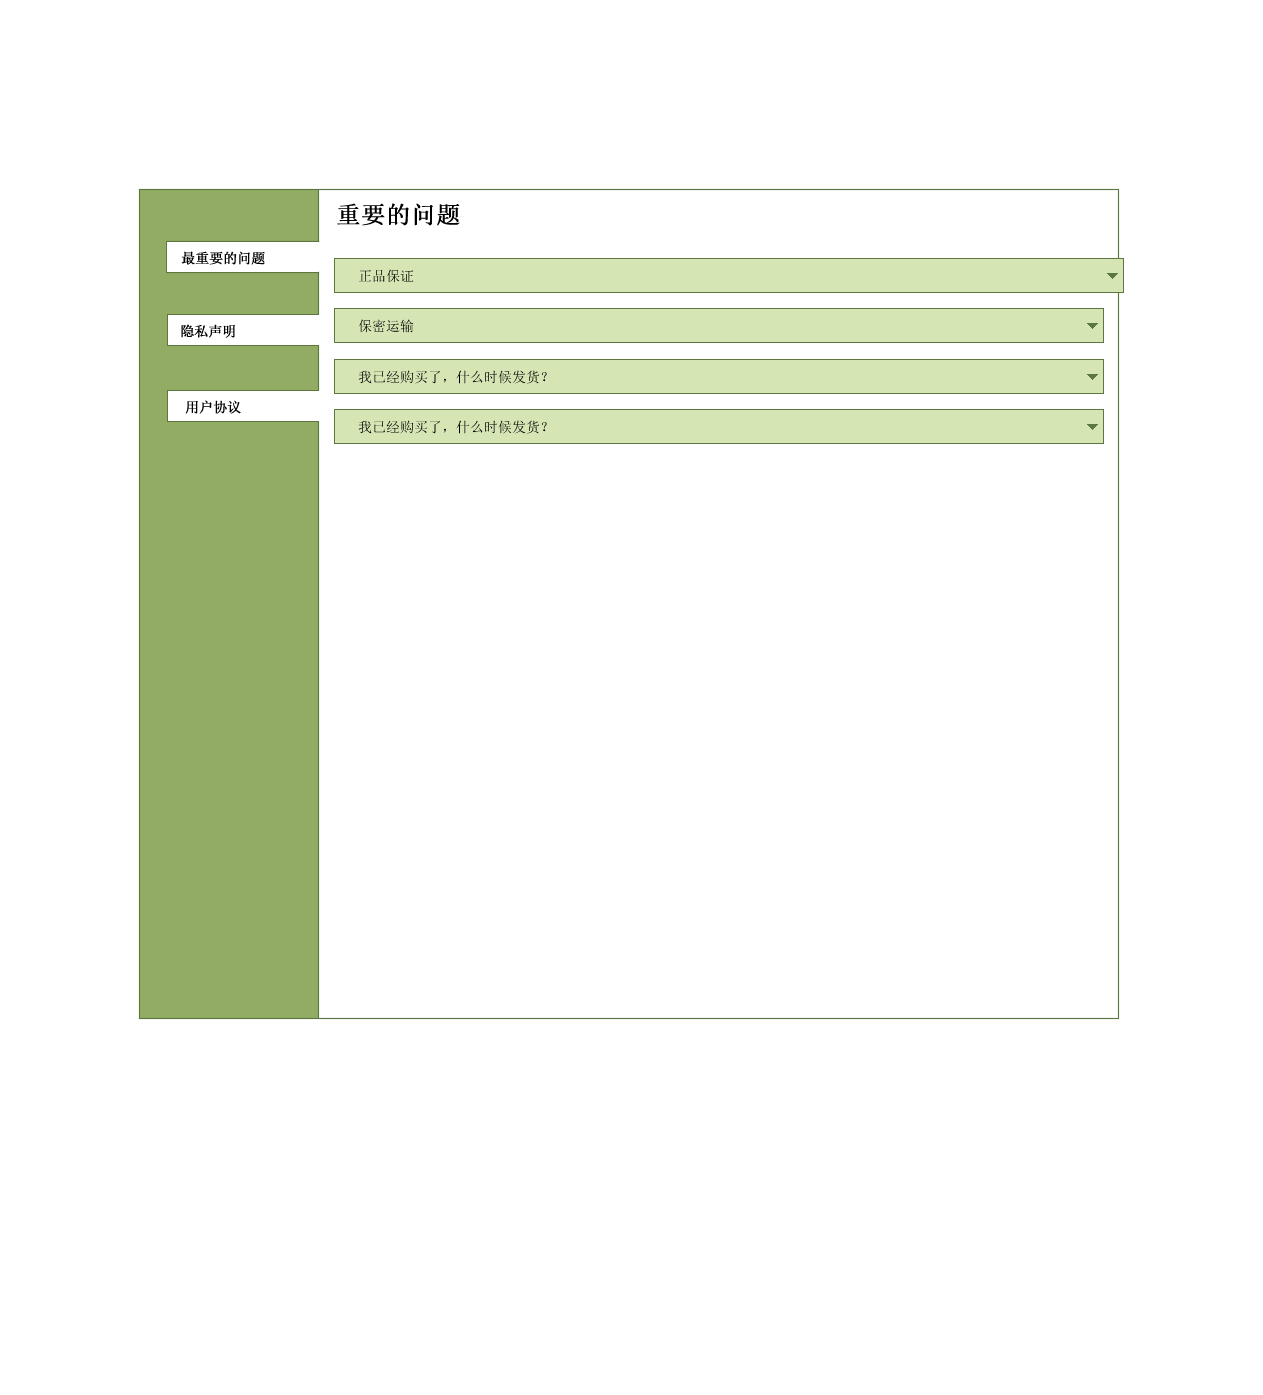 重要的问题
最重要的问题
隐私声明
用户协议
正品保证
保密运输
我已经购买了，什么时候发货？
我已经购买了，什么时候发货？